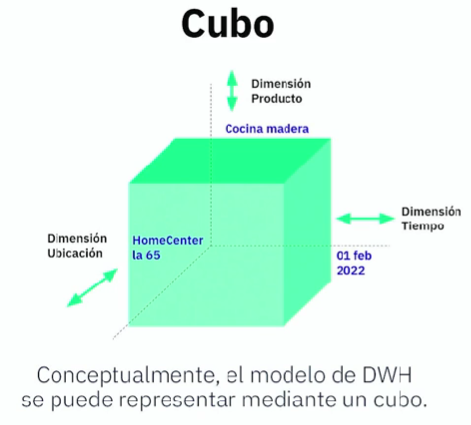 Cubo
Dimensión
Producto
Cocina madera
Dimensión
Tiempo
Dimensión
Ubicación
HomeCenter
la 65
01 feb
2022
Conceptualmente, el modelo de DWH
se puede representar mediante un cubo.